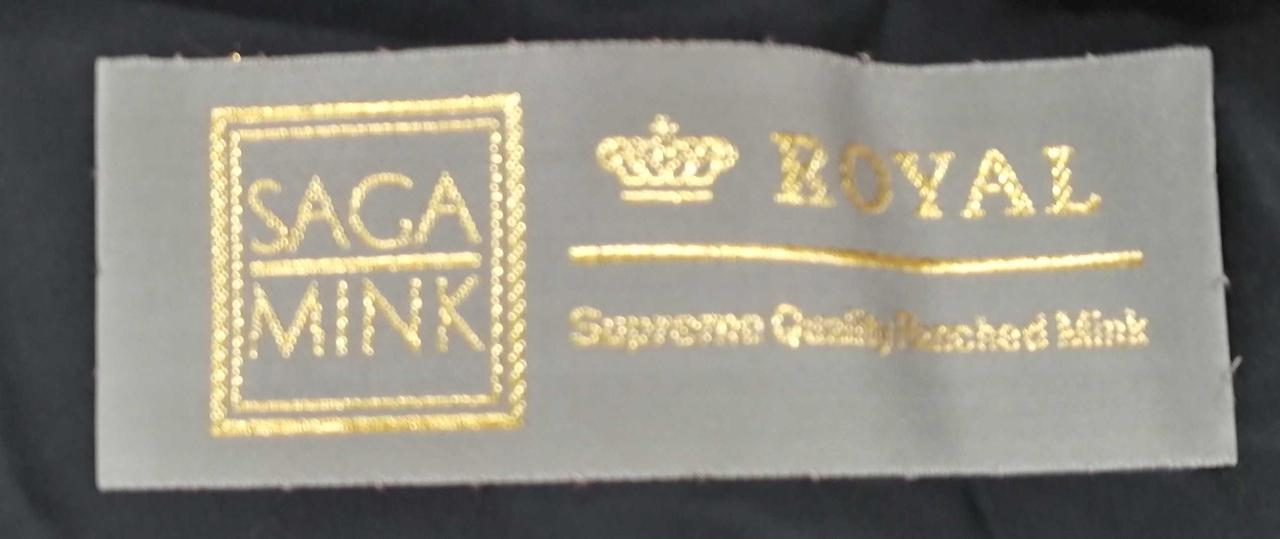 SAGA
MINK
ROYAL
Supreme Quality Ranched Mink